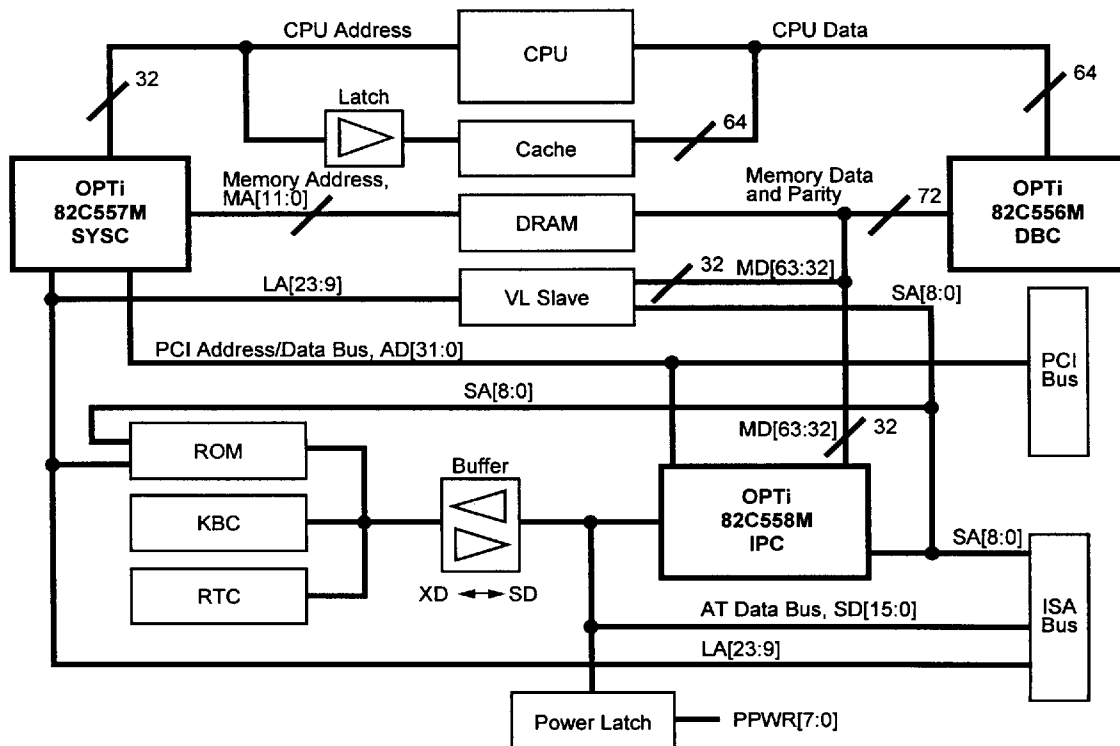 CPU Address
CPU
CPU Data
32
64
Latch
64
Cache
OPTi
82C557M
SYSC
Memory Address,
MA[11:0]
DRAM
Memory Data
and Parity
72
OPTi
82C556M
DBC
LA[23:9]
VL Slave
32
MD[63:32]
SA[8:0]
PCI Address/Data Bus, AD[31:0]
PCI
Bus
SA[8:0]
MD[63:32]
32
ROM
Buffer
OPTi
82C558M
IPC
KBC
SA[8:0]
RTC
XD
SD
AT Data Bus, SD[15:0]
ISA
Bus
LA[23:9]
Power Latch
PPWR[7:0]